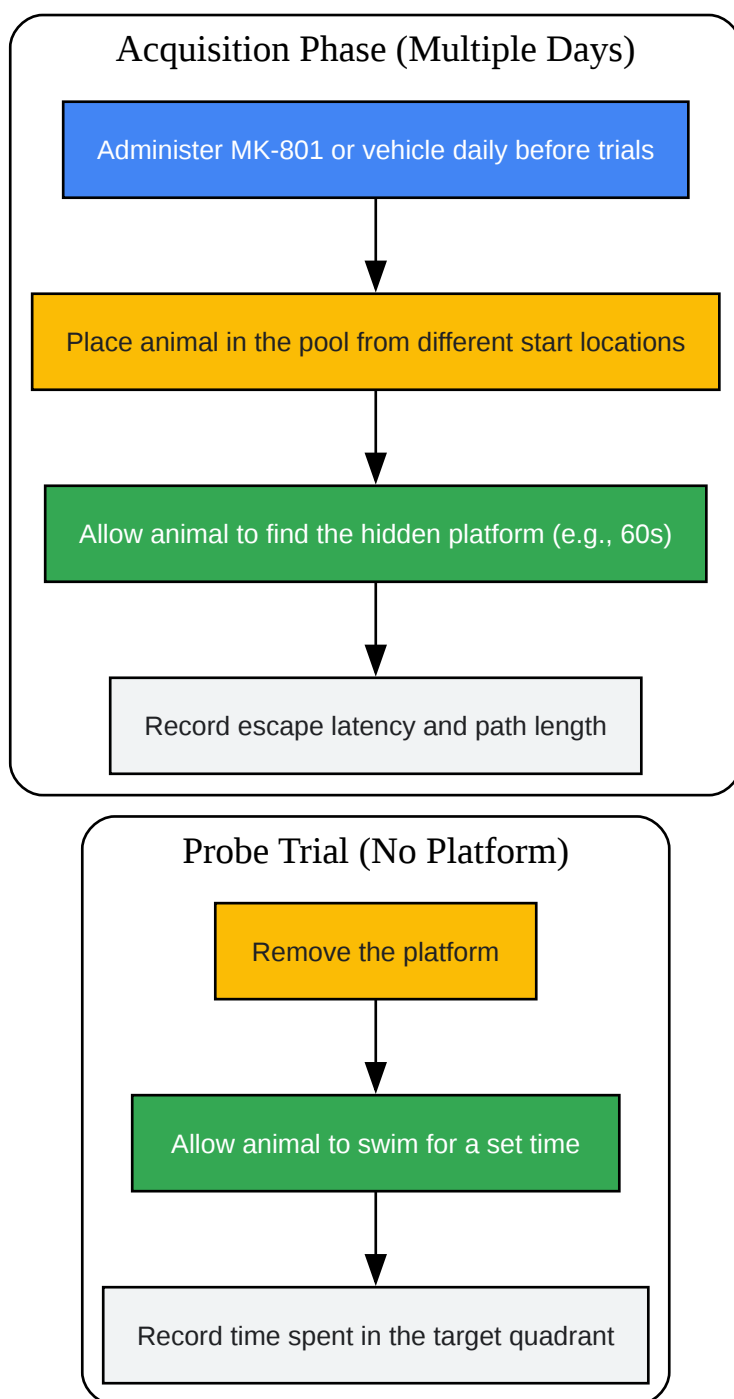 Acquisition Phase (Multiple Days)
Administer MK-801 or vehicle daily before trials
Place animal in the pool from different start locations
Allow animal to find the hidden platform (e.g., 60s)
Record escape latency and path length
Probe Trial (No Platform)
Remove the platform
Allow animal to swim for a set time
Record time spent in the target quadrant